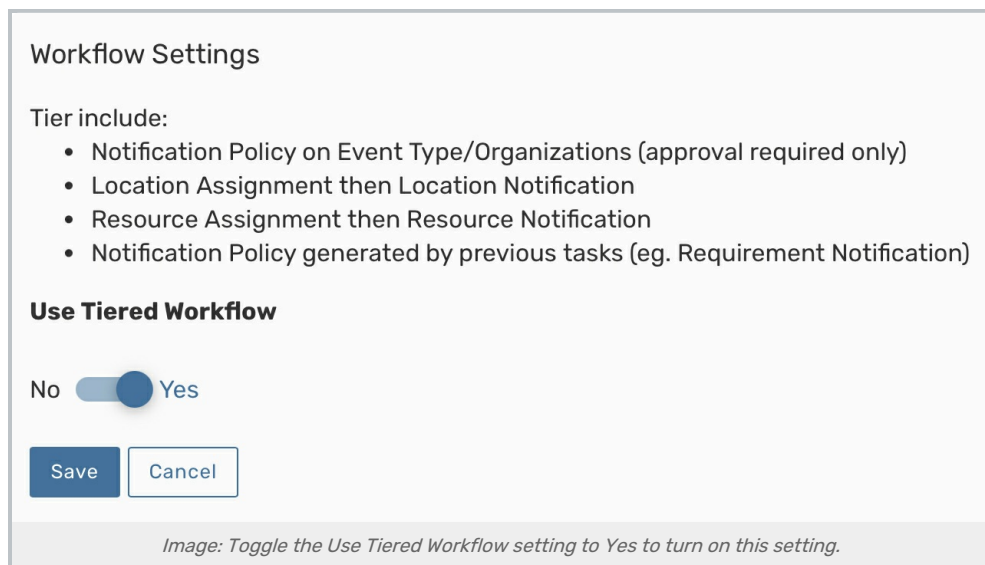 Workflow Settings
Tier include:
• Notification Policy on Event Type/Organizations (approval required only)
• Location Assignment then Location Notification
• Resource Assignment then Resource Notification
• Notification Policy generated by previous tasks (eg. Requirement Notification)
Use Tiered Workflow
No Yes
Save Cancel
Image: Toggle the Use Tiered Workflow setting to Yes to turn on this setting.